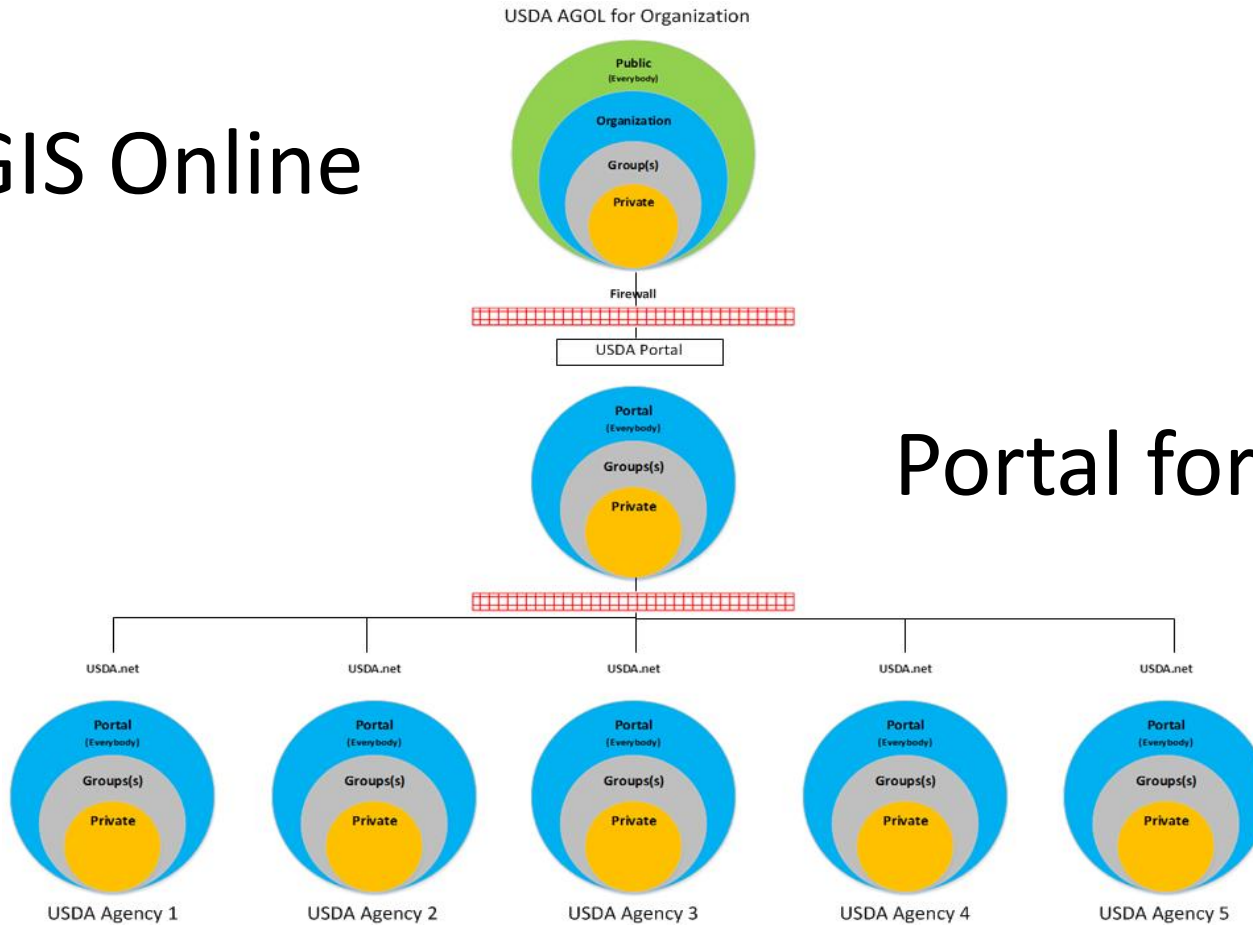 USDA AGOL for Organization
Public
(Everybody)
Organization
Group(s)
Private
GIS Online
Firewall
USDA Portal
Portal
(Everybody)
Groups(s)
Private
Portal for
USDA.net
USDA.net
USDA.net
USDA.net
USDA.net
Portal
(Everybody)
Groups(s)
Private
Portal
(Everybody)
Groups(s)
Private
Portal
(Everybody)
Groups(s)
Private
Portal
(Everybody)
Groups(s)
Private
Portal
(Everybody)
Groups(s)
Private
USDA Agency 1
USDA Agency 2
USDA Agency 3
USDA Agency 4
USDA Agency 5